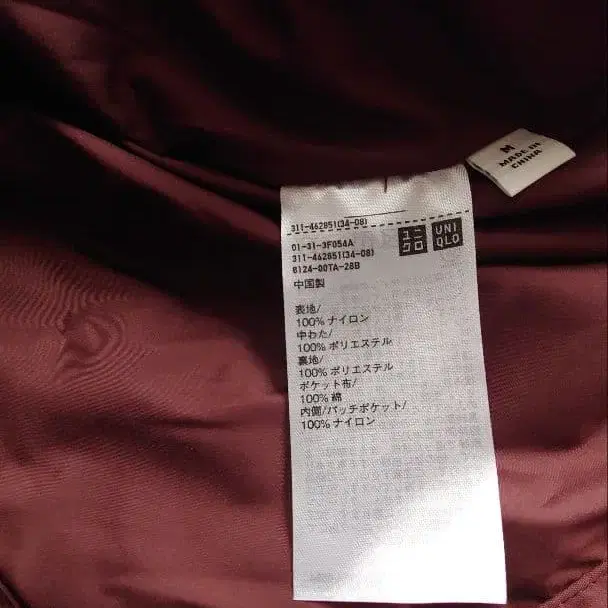 M
MADE IN
CHINA
311-462851(34-08)
01-31-3F054A
311-462851(34-08)
6124-00TA-28B
ユニ
クロ
UNI
QLO
中国製
表地/
100% ナイロン
中わた/
100% ポリエステル
裏地/
100% ポリエステル
ポケット布/
100% 綿
内側/パッチポケット/
100% ナイロン